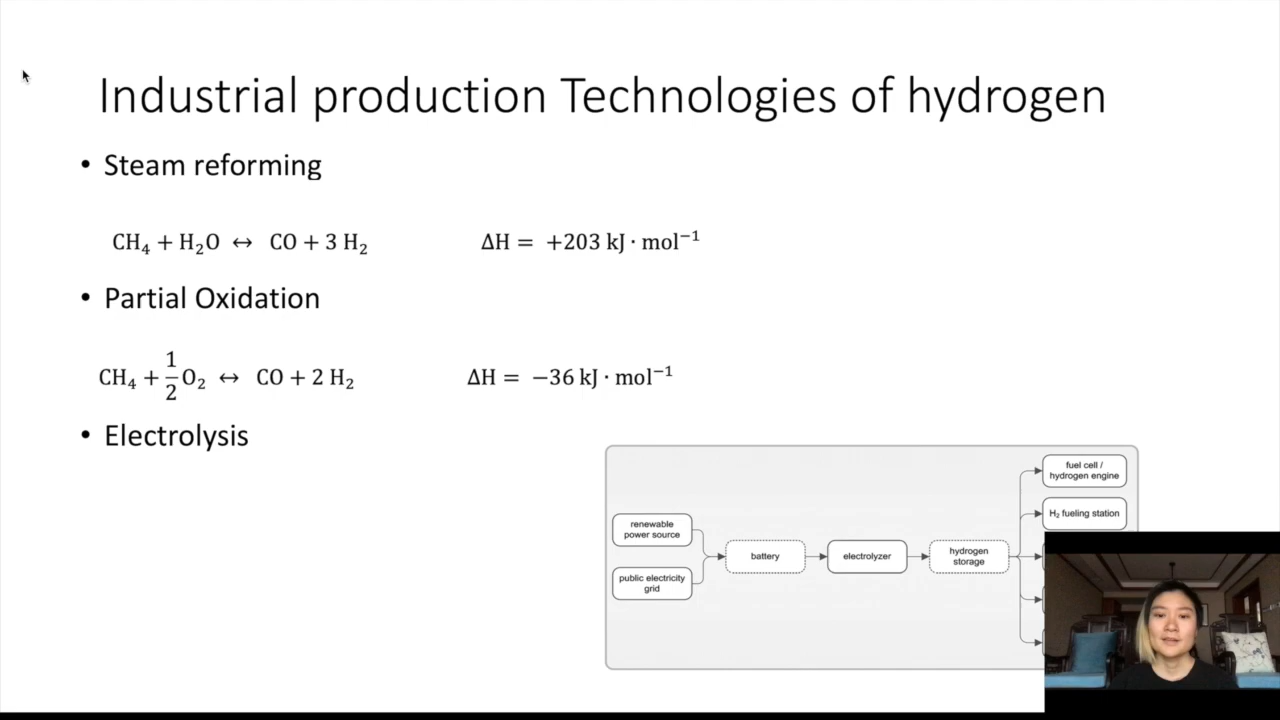 Industrial production Technologies of hydrogen
• Steam reforming
CH₄ + H₂O ↔ CO + 3 H₂ ΔH = +203 kJ · mol⁻¹
• Partial Oxidation
CH₄ + 1/2 O₂ ↔ CO + 2 H₂ ΔH = −36 kJ · mol⁻¹
• Electrolysis
renewable
power source
public electricity
grid
battery
electrolyzer
hydrogen
storage
fuel cell /
hydrogen engine
H₂ fueling station